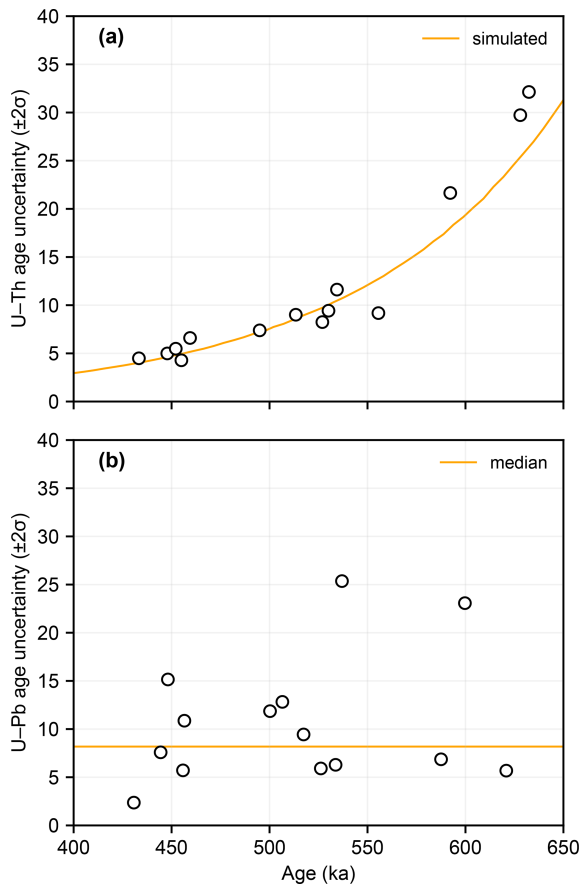 (a)
simulated
U–Th age uncertainty (±2σ)
40
35
30
25
20
15
10
5
0
(b)
median
U–Pb age uncertainty (±2σ)
40
35
30
25
20
15
10
5
0
400 450 500 550 600 650
Age (ka)